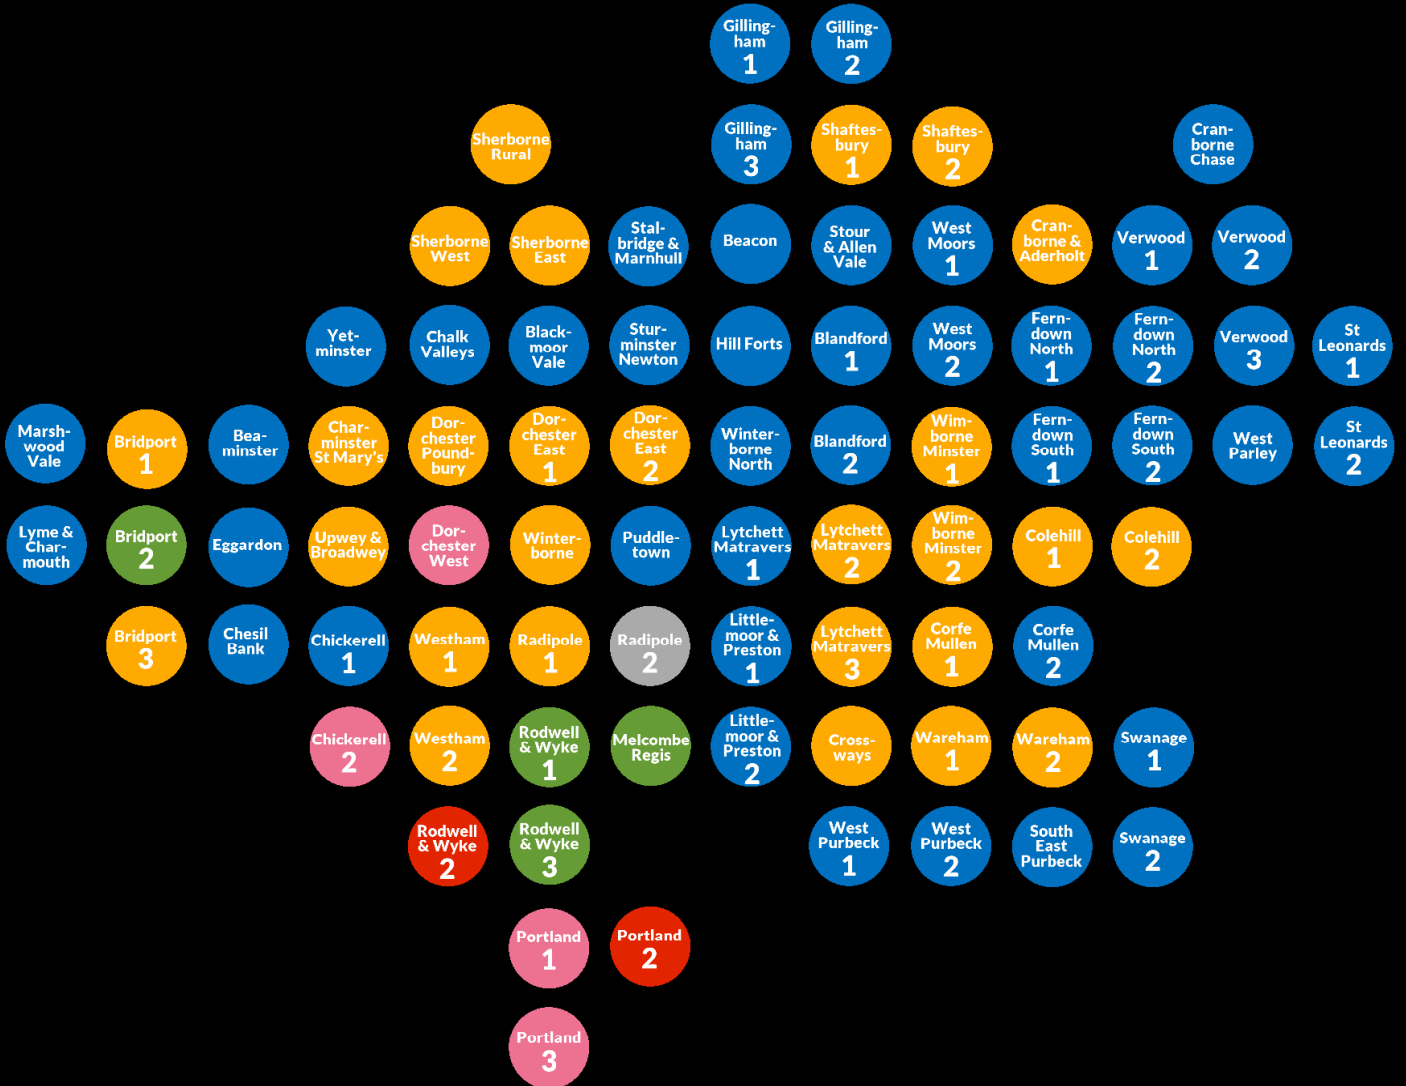 Gilling-
ham
1
Gilling-
ham
2
Sherborne
Rural
Gilling-
ham
3
Shaftes-
bury
1
Shaftes-
bury
2
Cran-
borne
Chase
Sherborne
West
Sherborne
East
Stal-
bridge &
Marnhull
Beacon
Stour
& Allen
Vale
West
Moors
1
Cran-
borne &
Aderholt
Verwood
1
Verwood
2
Yet-
minster
Chalk
Valleys
Black-
moor
Vale
Stur-
minster
Newton
Hill Forts
Blandford
1
West
Moors
2
Fern-
down
North
1
Fern-
down
North
2
Verwood
3
St
Leonards
1
Marsh-
wood
Vale
Bridport
1
Bea-
minster
Char-
minster
St Mary's
Dor-
chester
Pound-
bury
Dor-
chester
East
1
Dor-
chester
East
2
Winter-
borne
North
Blandford
2
Wim-
borne
Minster
1
Fern-
down
South
1
Fern-
down
South
2
West
Parley
St
Leonards
2
Lyme &
Char-
mouth
Bridport
2
Eggardon
Upwey &
Broadwey
Dor-
chester
West
Winter-
borne
Puddle-
town
Lytchett
Matravers
1
Lytchett
Matravers
2
Wim-
borne
Minster
2
Colehill
1
Colehill
2
Bridport
3
Chesil
Bank
Chickerell
1
Westham
1
Radipole
1
Radipole
2
Little-
moor &
Preston
1
Lytchett
Matravers
3
Corfe
Mullen
1
Corfe
Mullen
2
Chickerell
2
Westham
2
Rodwell
& Wyke
1
Melcombe
Regis
Little-
moor &
Preston
2
Cross-
ways
Wareham
1
Wareham
2
Swanage
1
Rodwell
& Wyke
2
Rodwell
& Wyke
3
West
Purbeck
1
West
Purbeck
2
South
East
Purbeck
Swanage
2
Portland
1
Portland
2
Portland
3